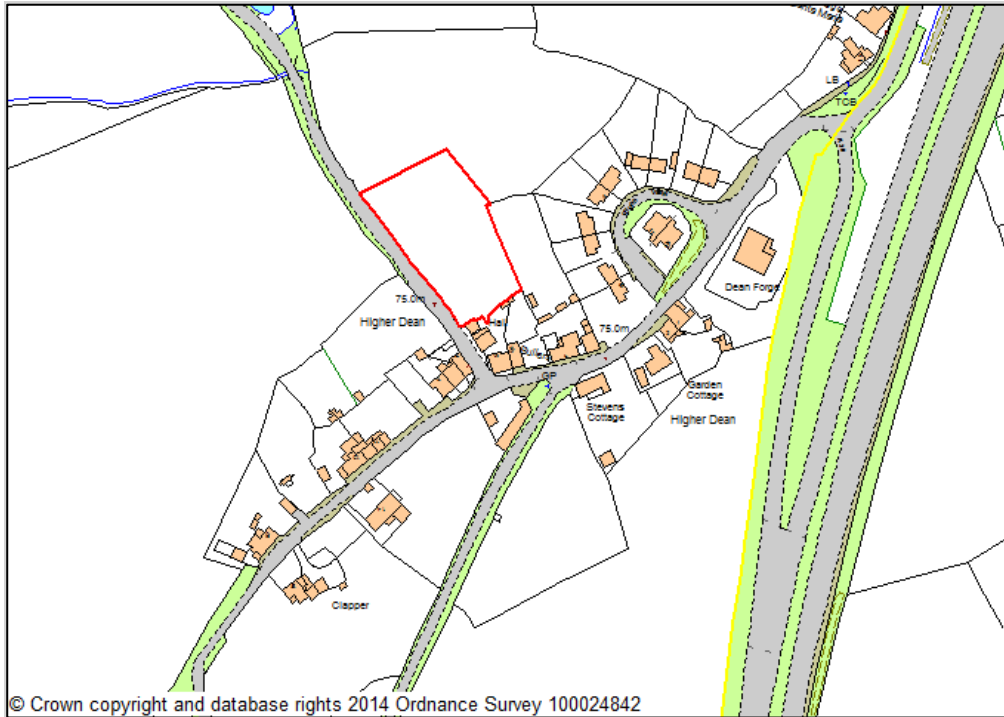 LB
TCB
Dean Forge
75.0m
Higher Dean
Hall
75.0m
GP
Stevens
Cottage
Garden
Cottage
Higher Dean
Clapper
© Crown copyright and database rights 2014 Ordnance Survey 100024842